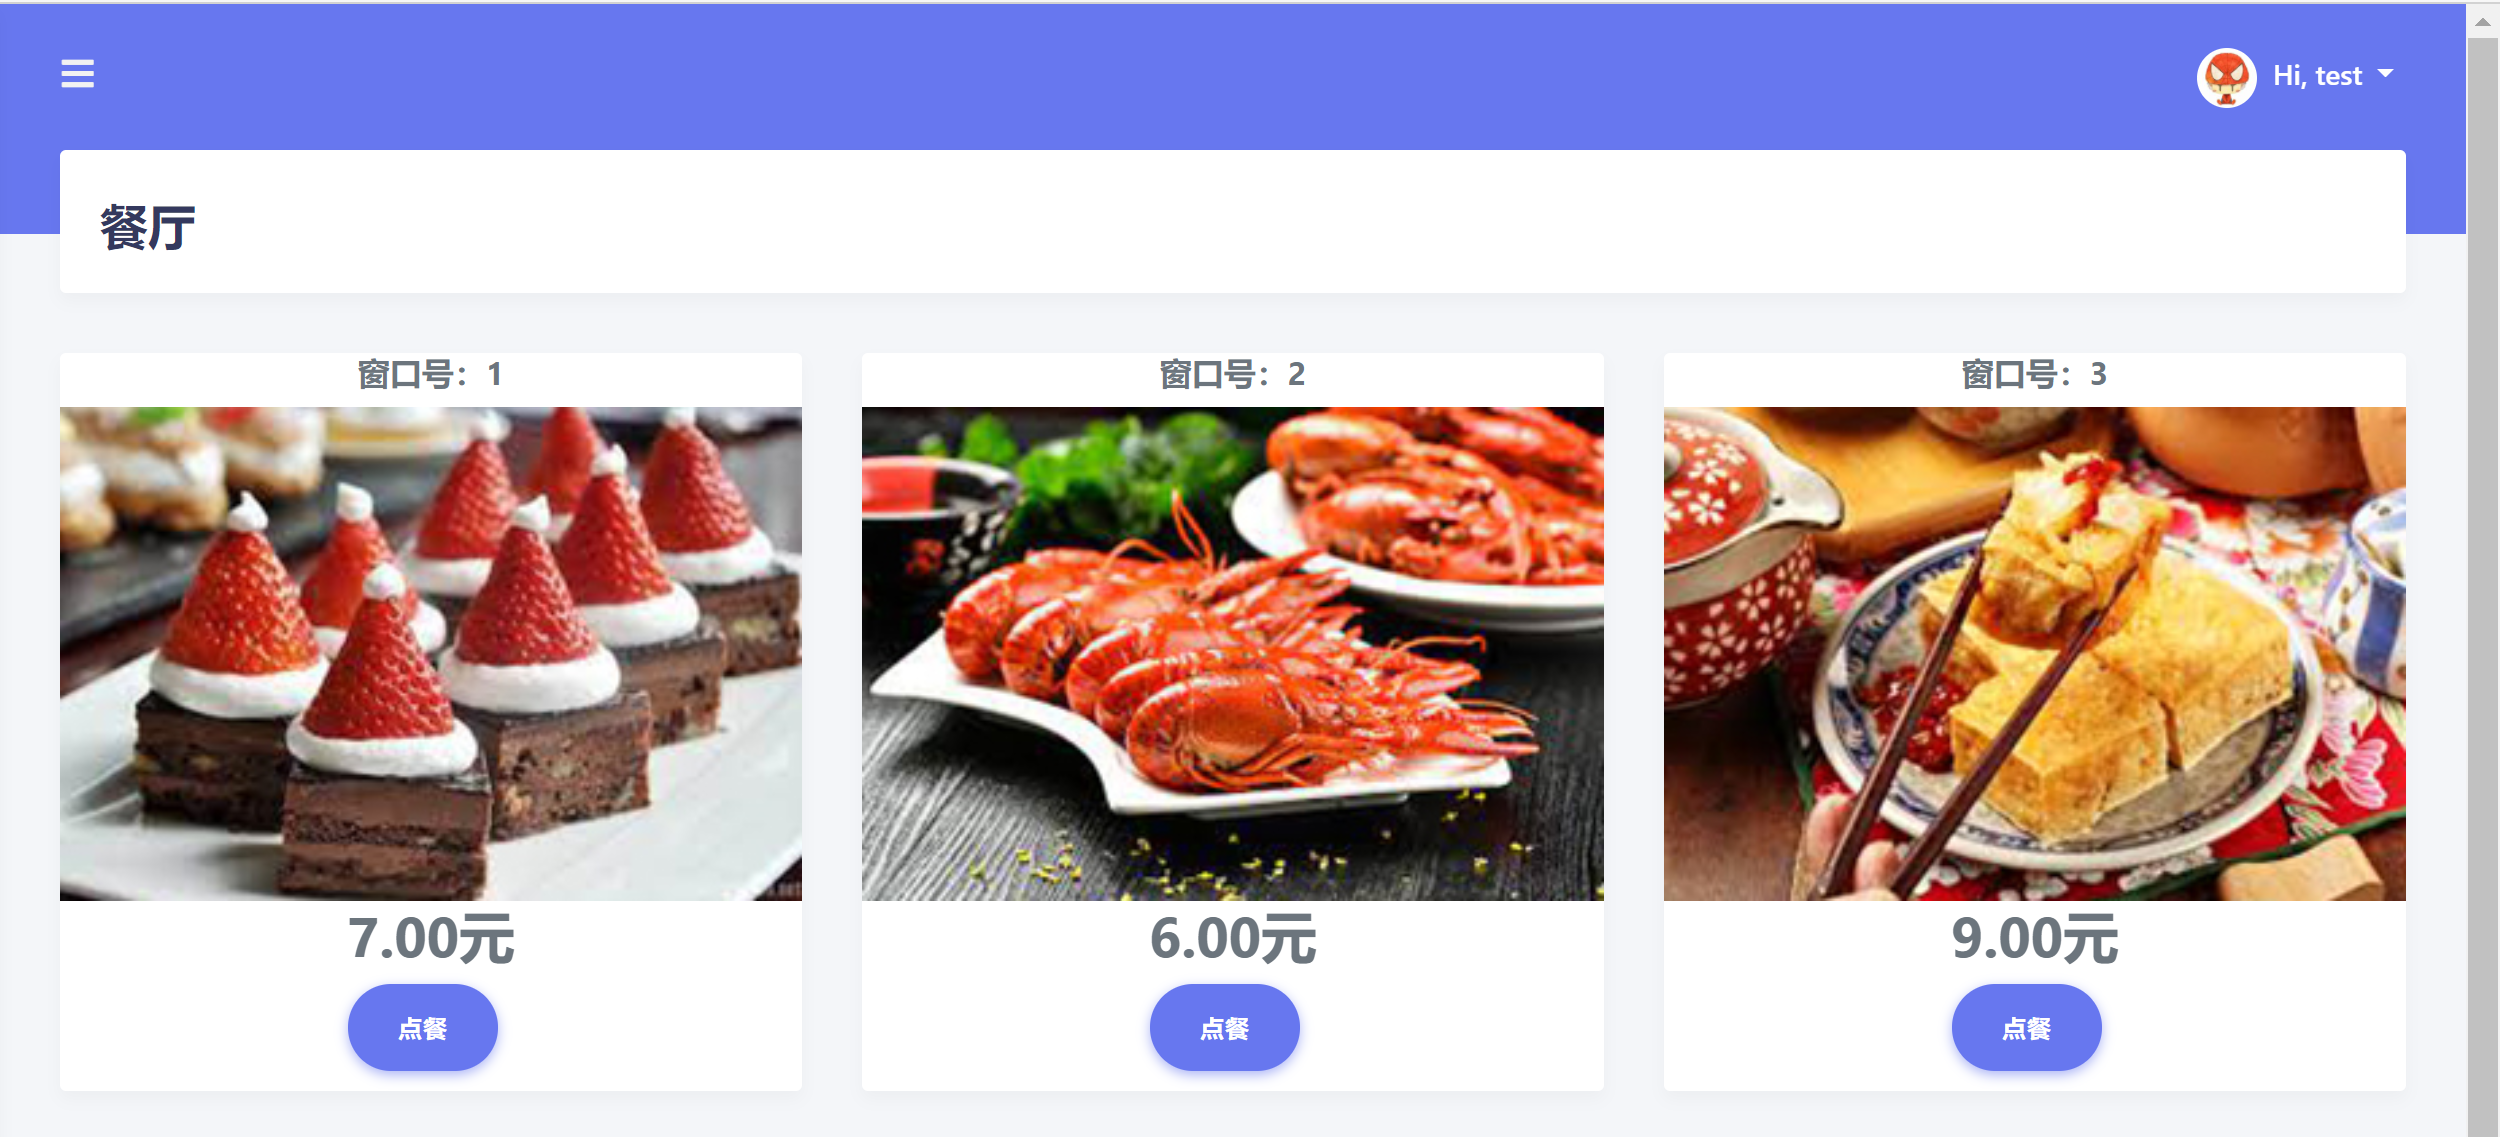 Hi, test
餐厅
窗口号：1
窗口号：2
窗口号：3
7.00元
6.00元
9.00元
点餐
点餐
点餐